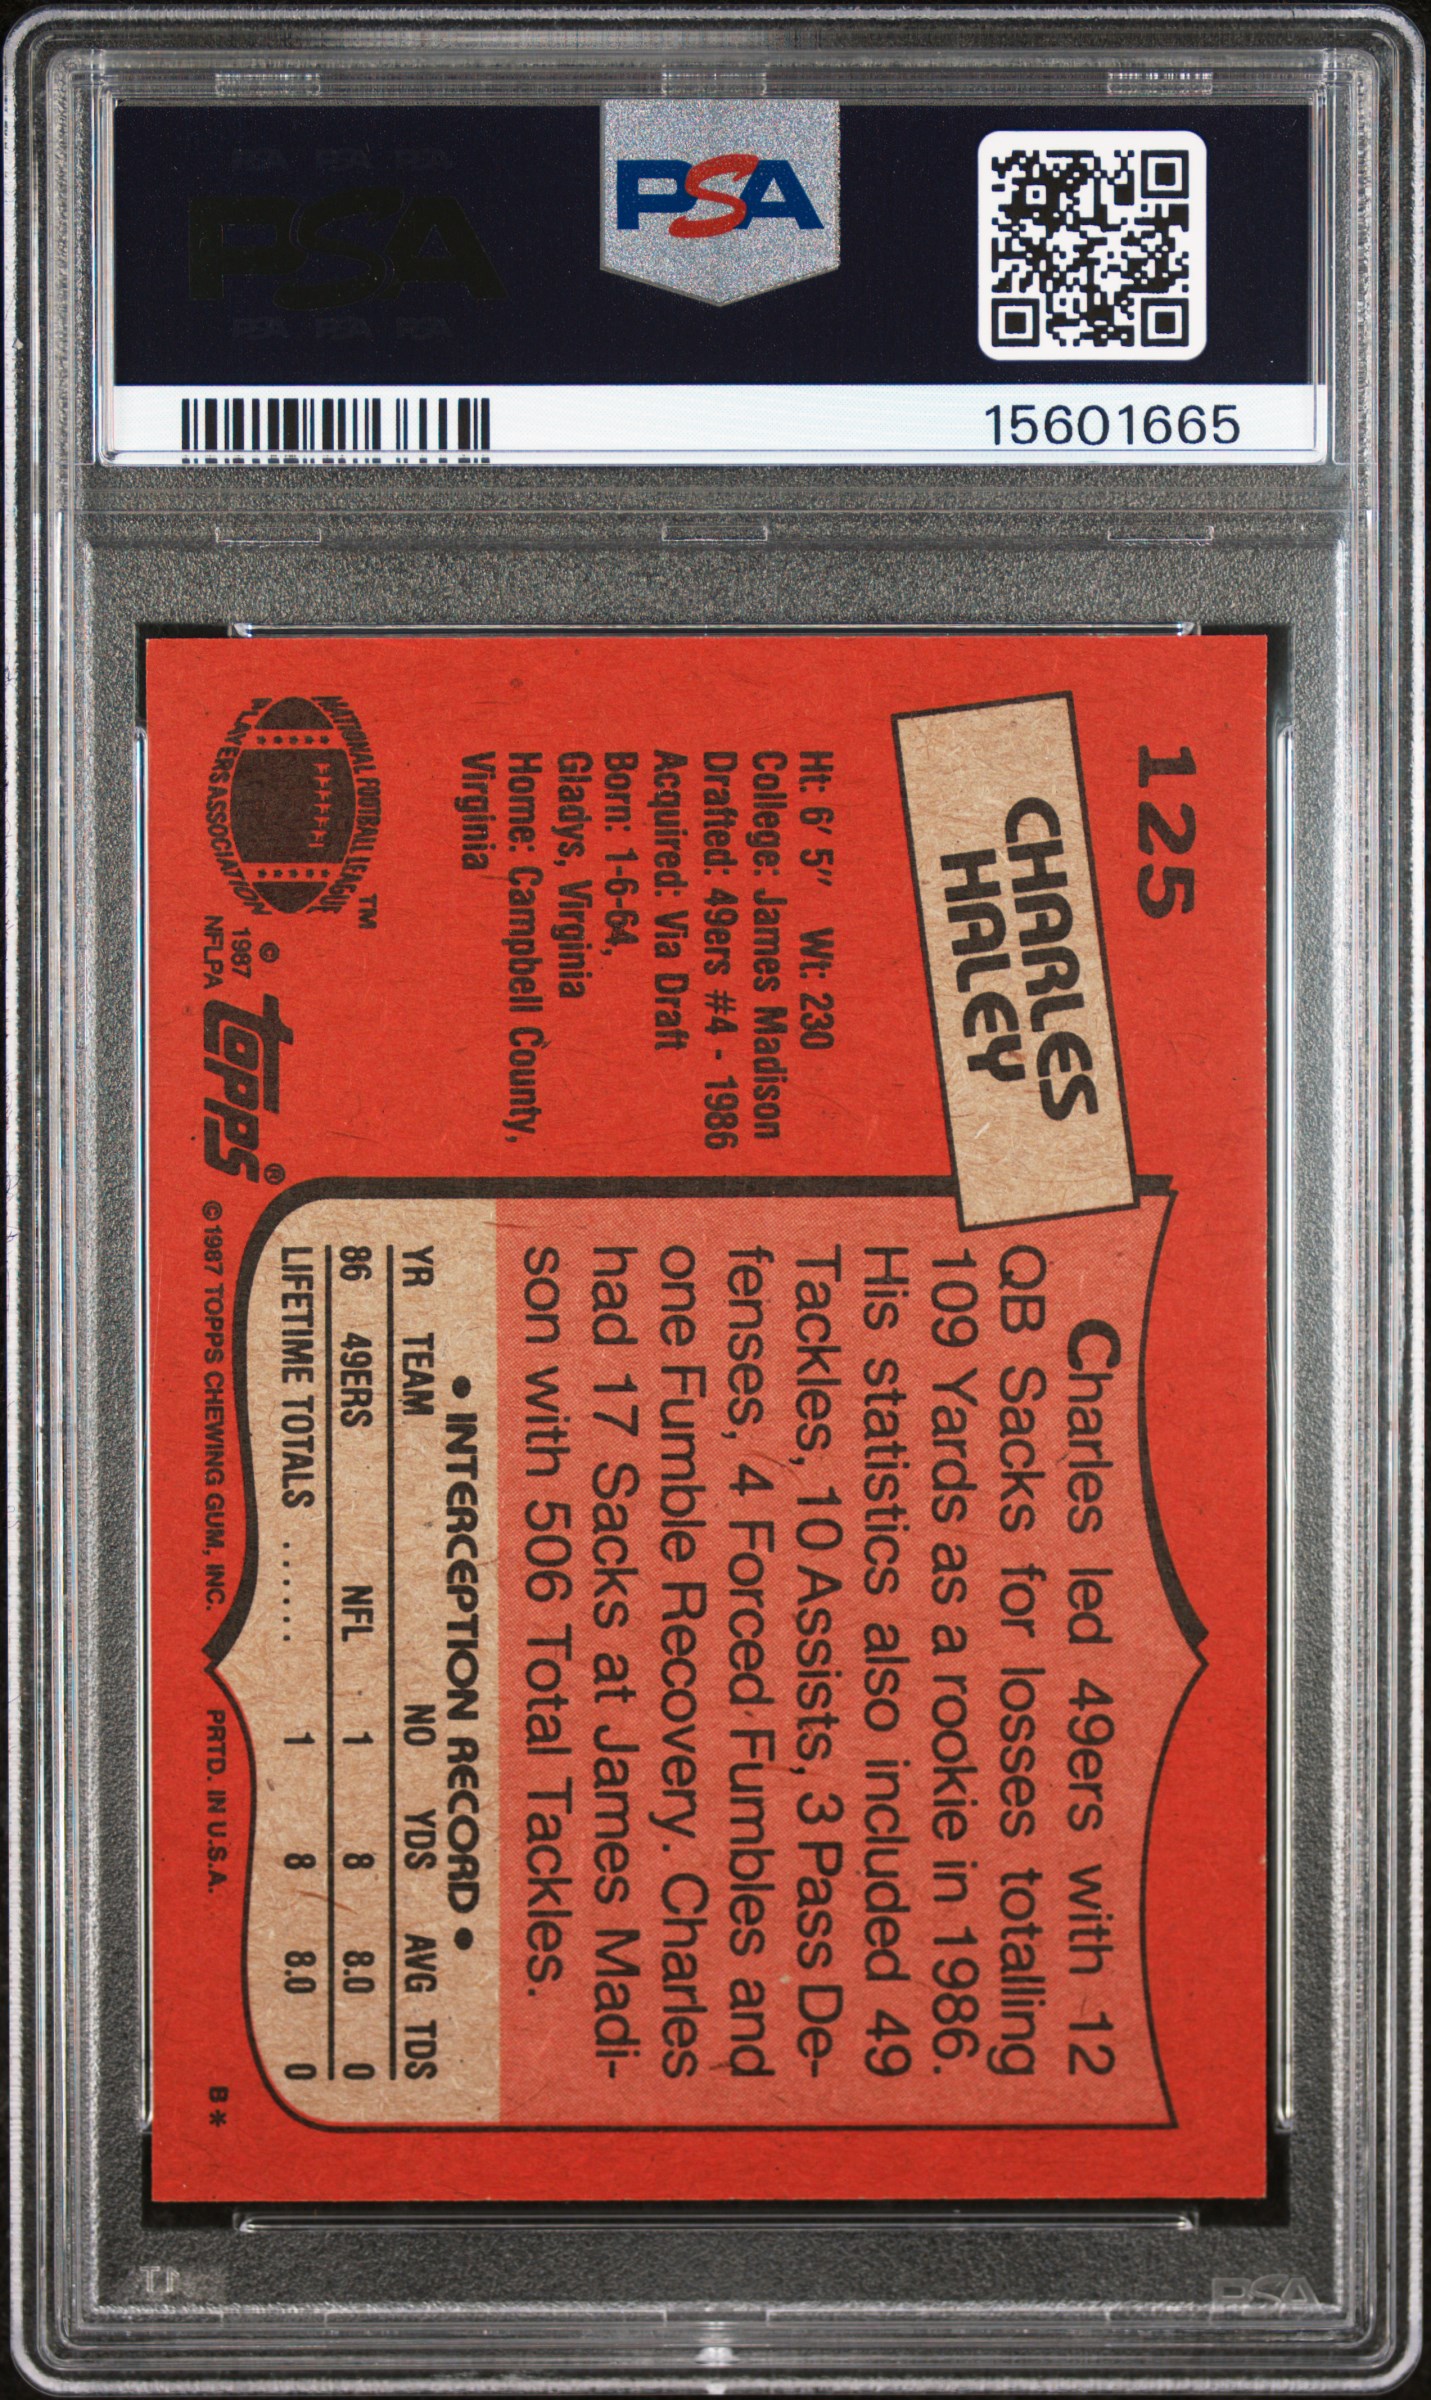 PSA
15601665
125
CHARLES
HALEY
Ht: 6' 5" Wt: 230
College: James Madison
Drafted: 49ers #4 - 1986
Acquired: Via Draft
Born: 1-6-64,
Gladys, Virginia
Home: Campbell County,
Virginia
NATIONAL FOOTBALL LEAGUE
PLAYERS ASSOCIATION
TM
©
1987
NFLPA
Topps®
Charles led 49ers with 12
QB Sacks for losses totalling
109 Yards as a rookie in 1986.
His statistics also included 49
Tackles, 10 Assists, 3 Pass De-
fenses, 4 Forced Fumbles and
one Fumble Recovery. Charles
had 17 Sacks at James Madi-
son with 506 Total Tackles.
• INTERCEPTION RECORD •
YR TEAM NO YDS AVG TDS
86 49ERS NFL 1 8 8.0 0
LIFETIME TOTALS ...... 1 8 8.0 0
© 1987 TOPPS CHEWING GUM, INC. PRTD. IN U.S.A. B*
PSA